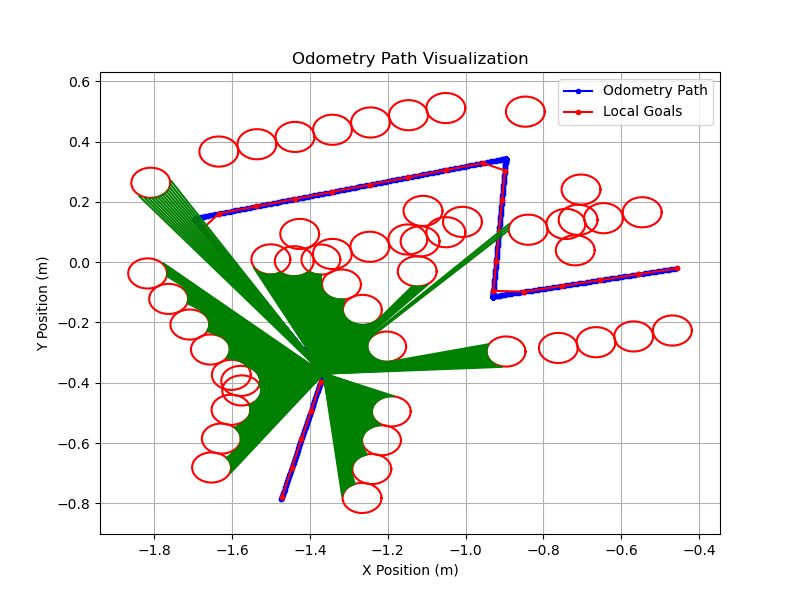 Odometry Path Visualization
Odometry Path
Local Goals
Y Position (m)
0.6
0.4
0.2
0.0
−0.2
−0.4
−0.6
−0.8
−1.8 −1.6 −1.4 −1.2 −1.0 −0.8 −0.6 −0.4
X Position (m)